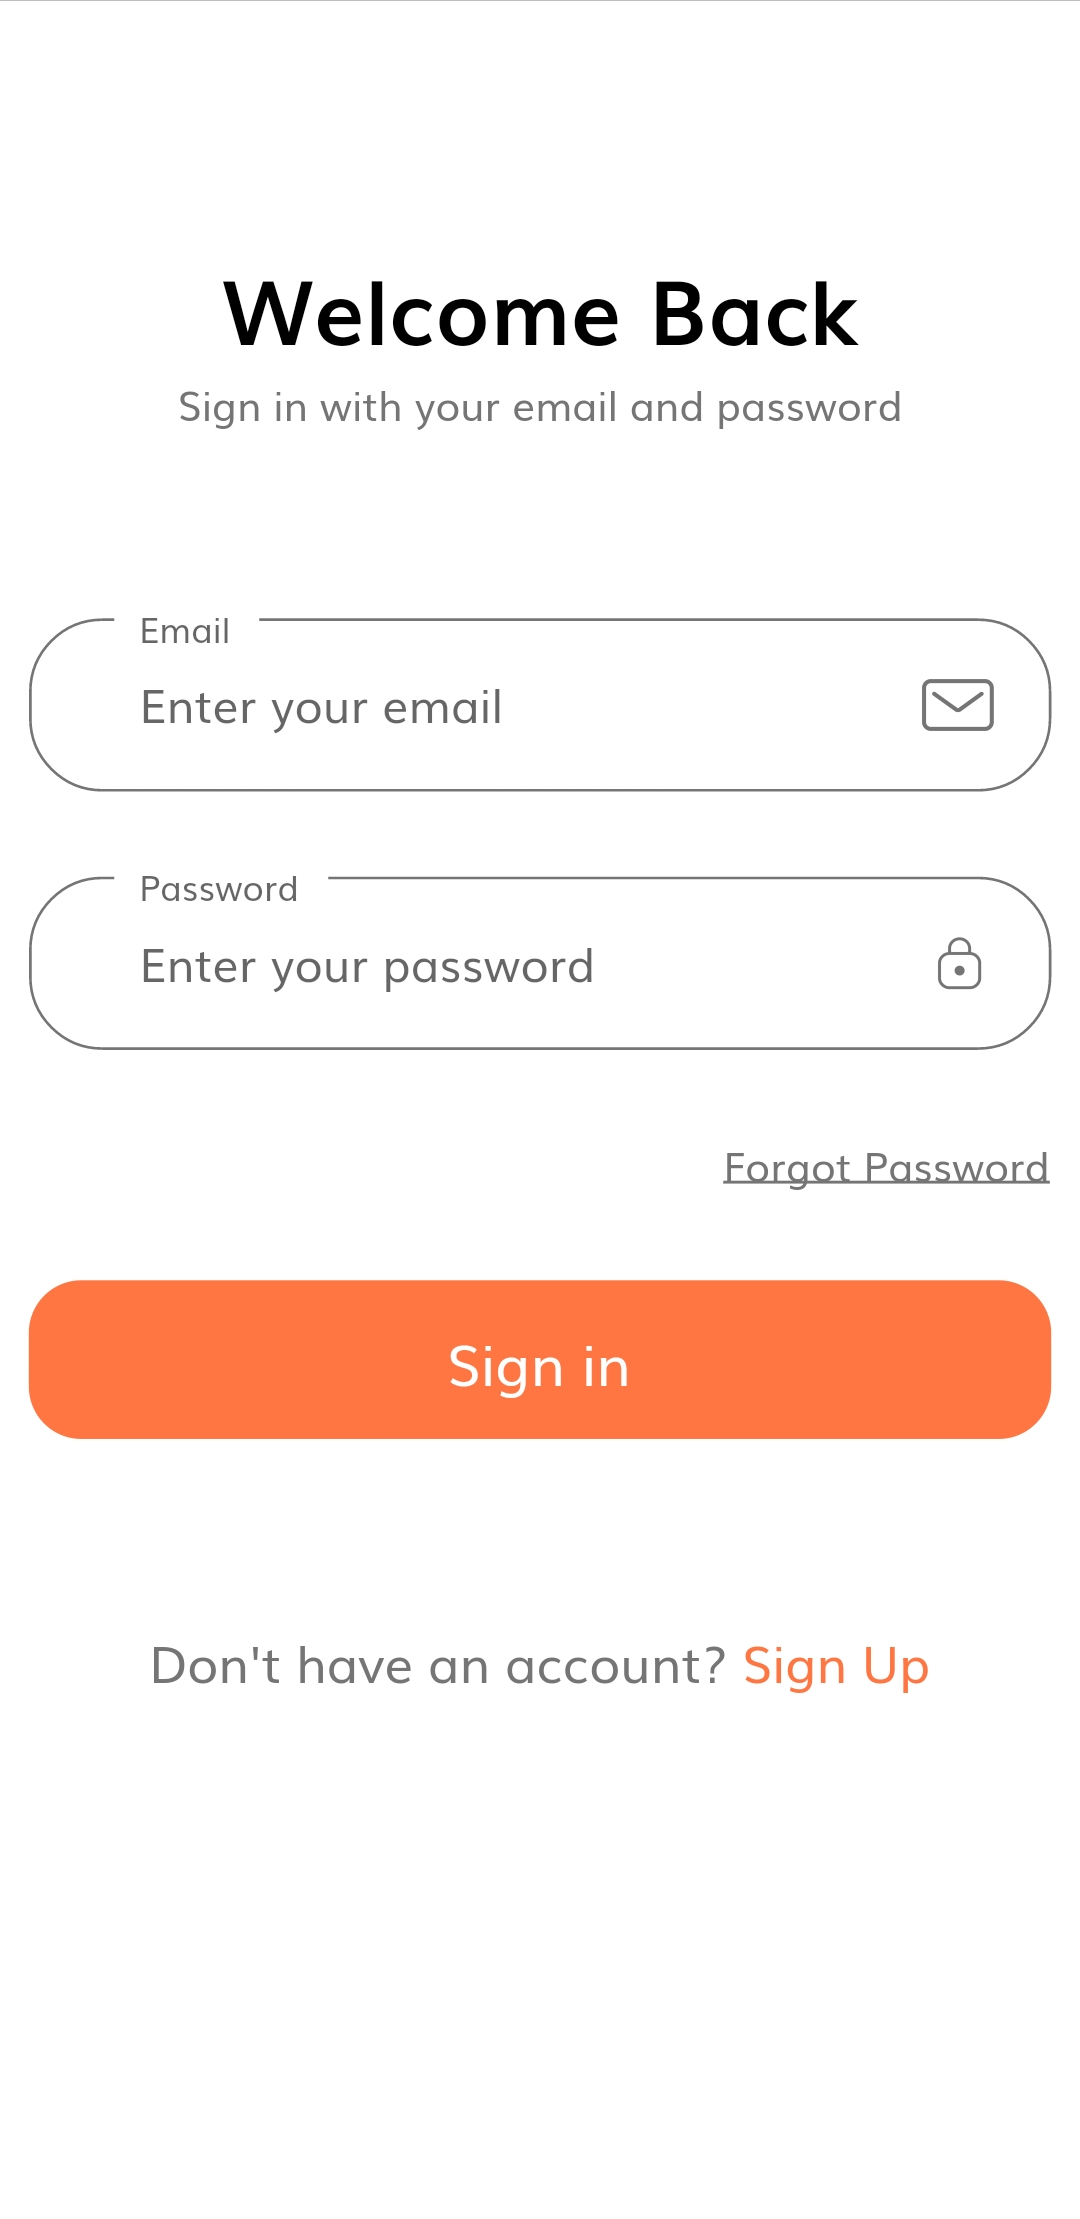 Welcome Back
Sign in with your email and password
Email
Enter your email
Password
Enter your password
Forgot Password
Sign in
Don't have an account? Sign Up